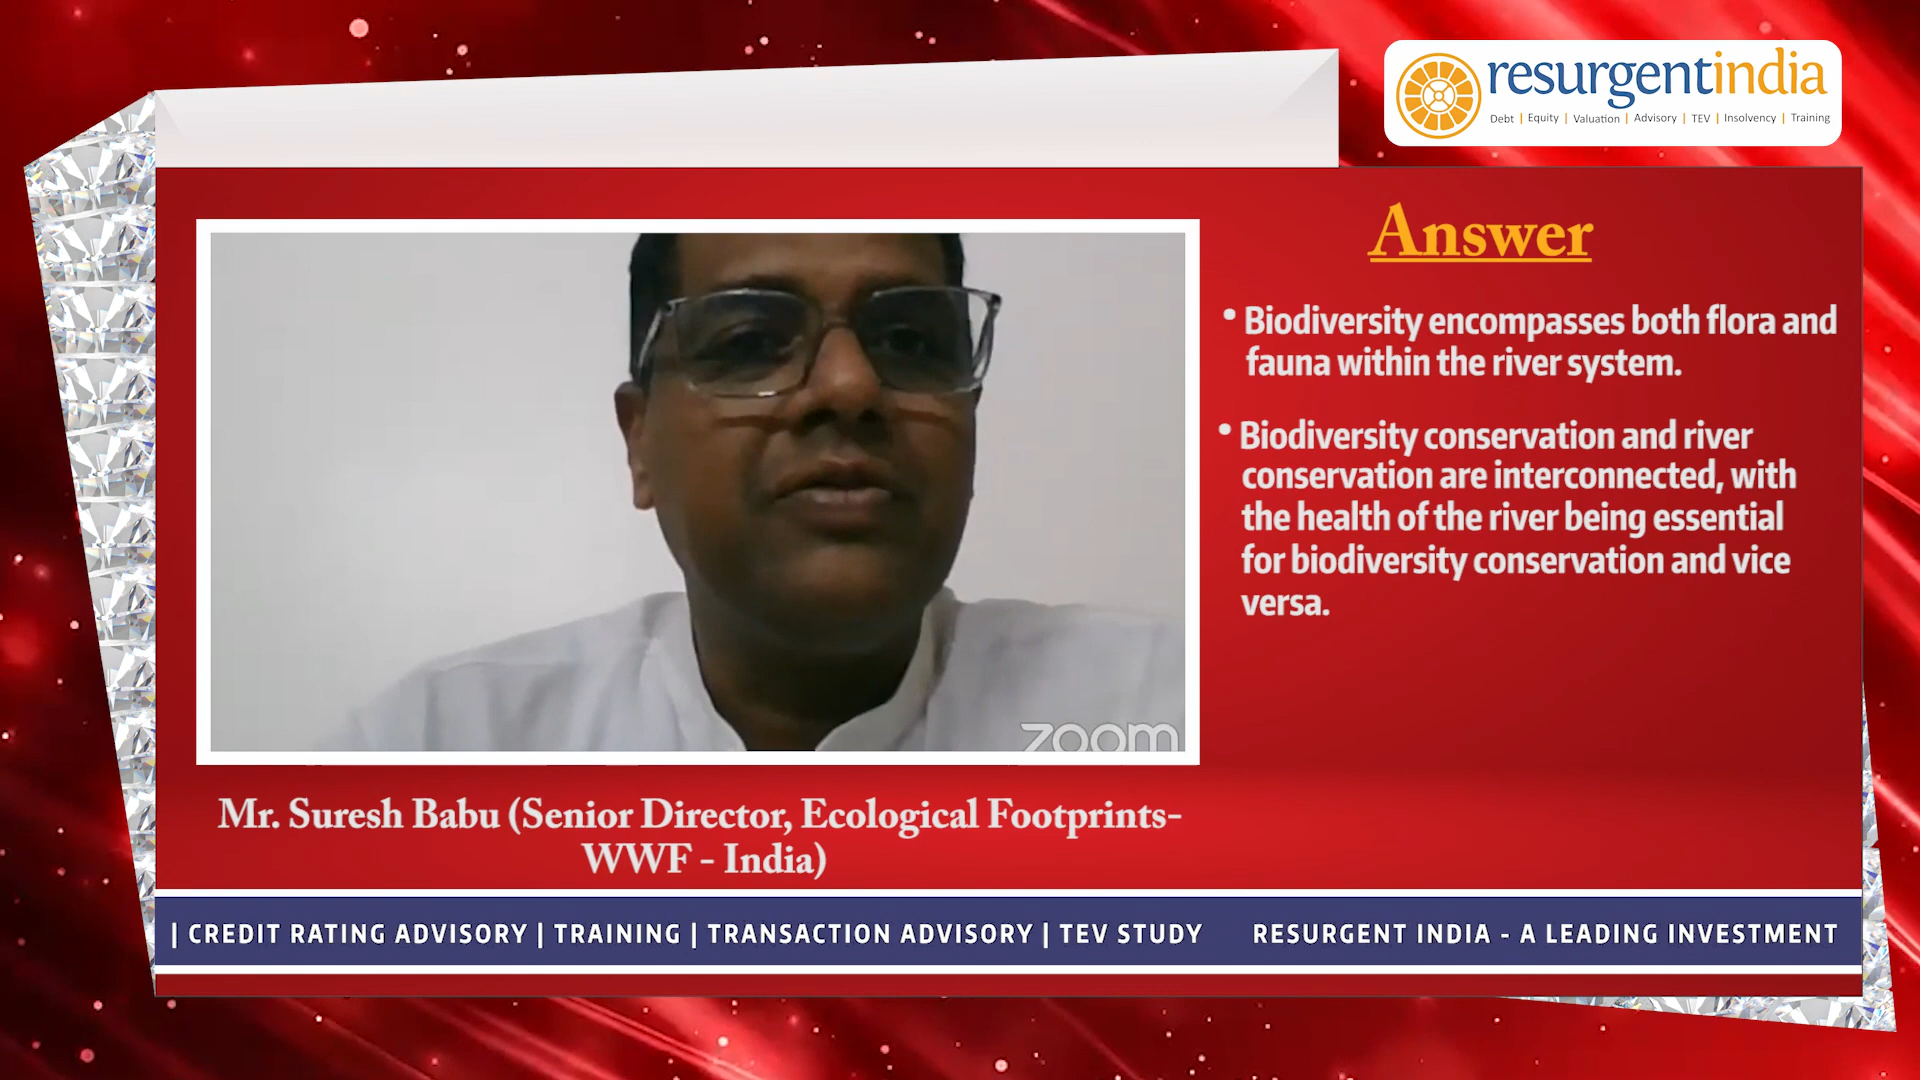 resurgentindia
Debt | Equity | Valuation | Advisory | TEV | Insolvency | Training
Answer
• Biodiversity encompasses both flora and
fauna within the river system.
• Biodiversity conservation and river
conservation are interconnected, with
the health of the river being essential
for biodiversity conservation and vice
versa.
zoom
Mr. Suresh Babu (Senior Director, Ecological Footprints-
WWF - India)
| CREDIT RATING ADVISORY | TRAINING | TRANSACTION ADVISORY | TEV STUDY RESURGENT INDIA - A LEADING INVESTMENT